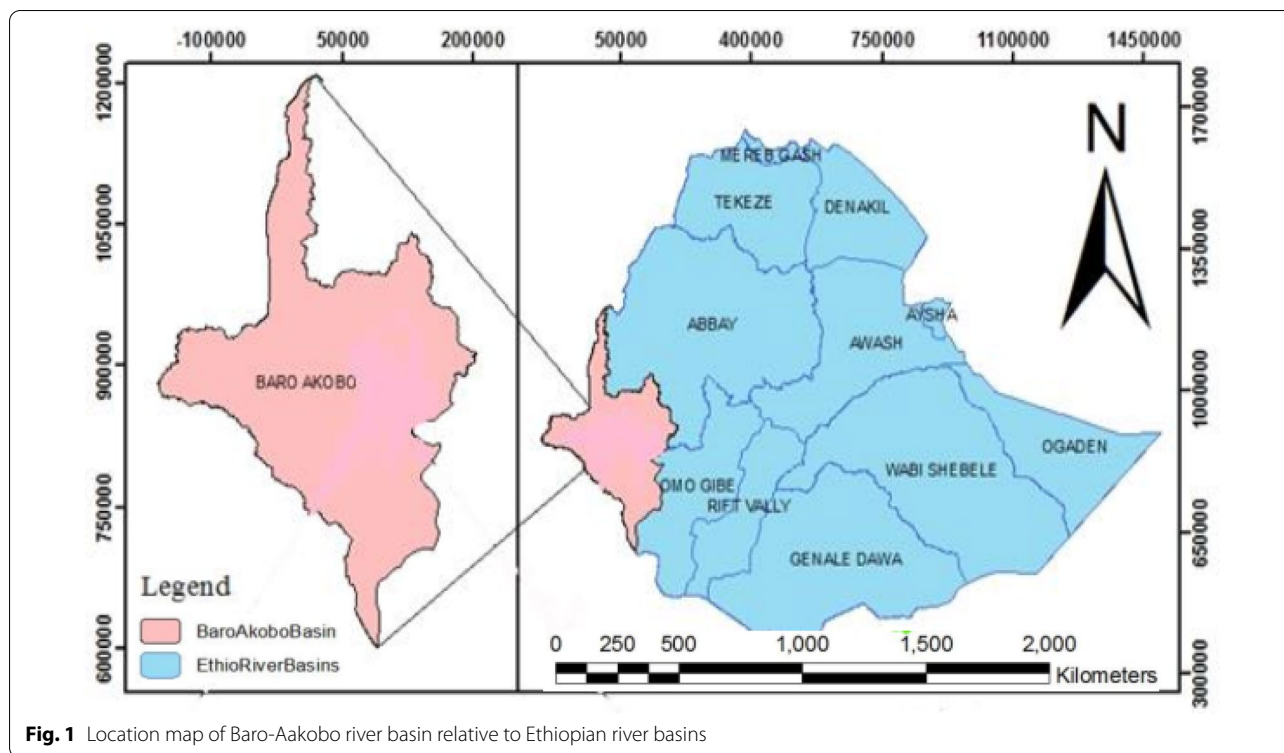 -100000 50000 200000
50000 400000 750000 1100000 1450000
1200000
1050000
900000
750000
600000
1700000
1350000
1000000
650000
300000
N
MEREB GASH
TEKEZE
DENAKIL
ABBAY
AYSHA
AWASH
BARO AKOBO
OGADEN
WABI SHEBELE
OMO GIBE
RIFT VALLY
GENALE DAWA
Legend
BaroAkoboBasin
EthioRiverBasins
0 250 500 1,000 1,500 2,000
Kilometers
Fig. 1 Location map of Baro-Aakobo river basin relative to Ethiopian river basins